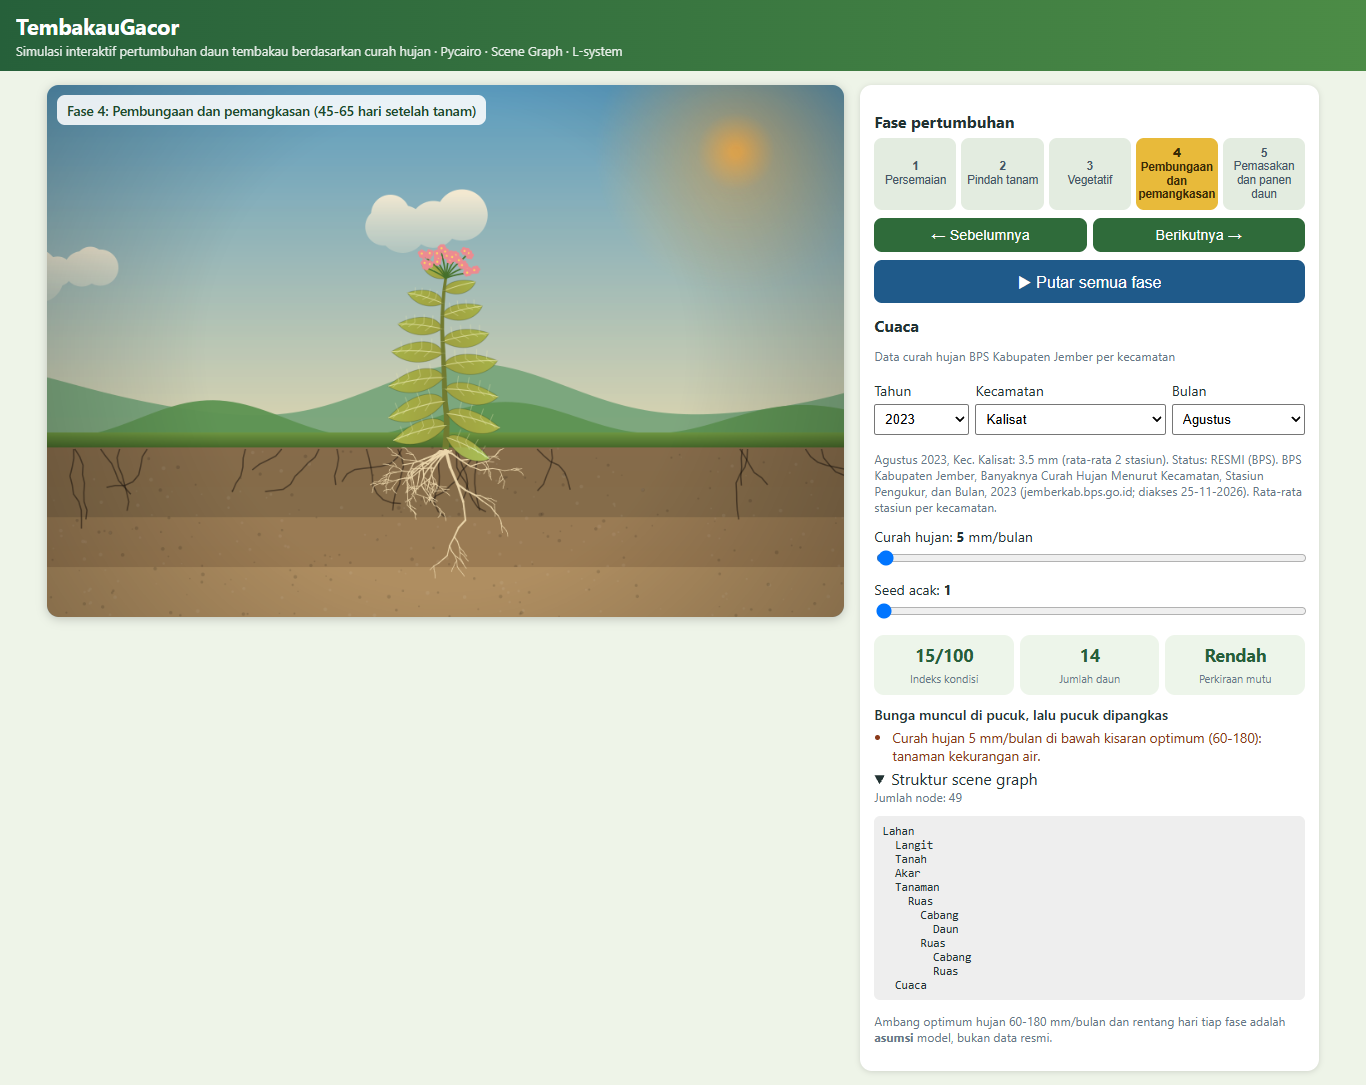 TembakauGacor
Simulasi interaktif pertumbuhan daun tembakau berdasarkan curah hujan · Pycairo · Scene Graph · L-system
Fase 4: Pembungaan dan pemangkasan (45-65 hari setelah tanam)
Fase pertumbuhan
1
Persemaian
2
Pindah tanam
3
Vegetatif
4
Pembungaan
dan
pemangkasan
5
Pemasakan
dan panen
daun
← Sebelumnya
Berikutnya →
▶ Putar semua fase
Cuaca
Data curah hujan BPS Kabupaten Jember per kecamatan
Tahun
Kecamatan
Bulan
2023
Kalisat
Agustus
Agustus 2023, Kec. Kalisat: 3.5 mm (rata-rata 2 stasiun). Status: RESMI (BPS). BPS
Kabupaten Jember, Banyaknya Curah Hujan Menurut Kecamatan, Stasiun
Pengukur, dan Bulan, 2023 (jemberkab.bps.go.id; diakses 25-11-2026). Rata-rata
stasiun per kecamatan.
Curah hujan: 5 mm/bulan
Seed acak: 1
15/100
Indeks kondisi
14
Jumlah daun
Rendah
Perkiraan mutu
Bunga muncul di pucuk, lalu pucuk dipangkas
• Curah hujan 5 mm/bulan di bawah kisaran optimum (60-180):
tanaman kekurangan air.
▼ Struktur scene graph
Jumlah node: 49
Lahan
Langit
Tanah
Akar
Tanaman
Ruas
Cabang
Daun
Ruas
Cabang
Ruas
Cuaca
Ambang optimum hujan 60-180 mm/bulan dan rentang hari tiap fase adalah
asumsi model, bukan data resmi.